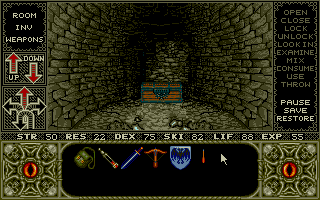 ROOM
INV
WEAPONS
UP
DOWN
OPEN
CLOSE
LOCK
UNLOCK
LOOK IN
EXAMINE
MIX
CONSUME
USE
THROW
PAUSE
SAVE
RESTORE
STR 50 RES 22 DEX 75 SKI 82 LIF 88 EXP 55